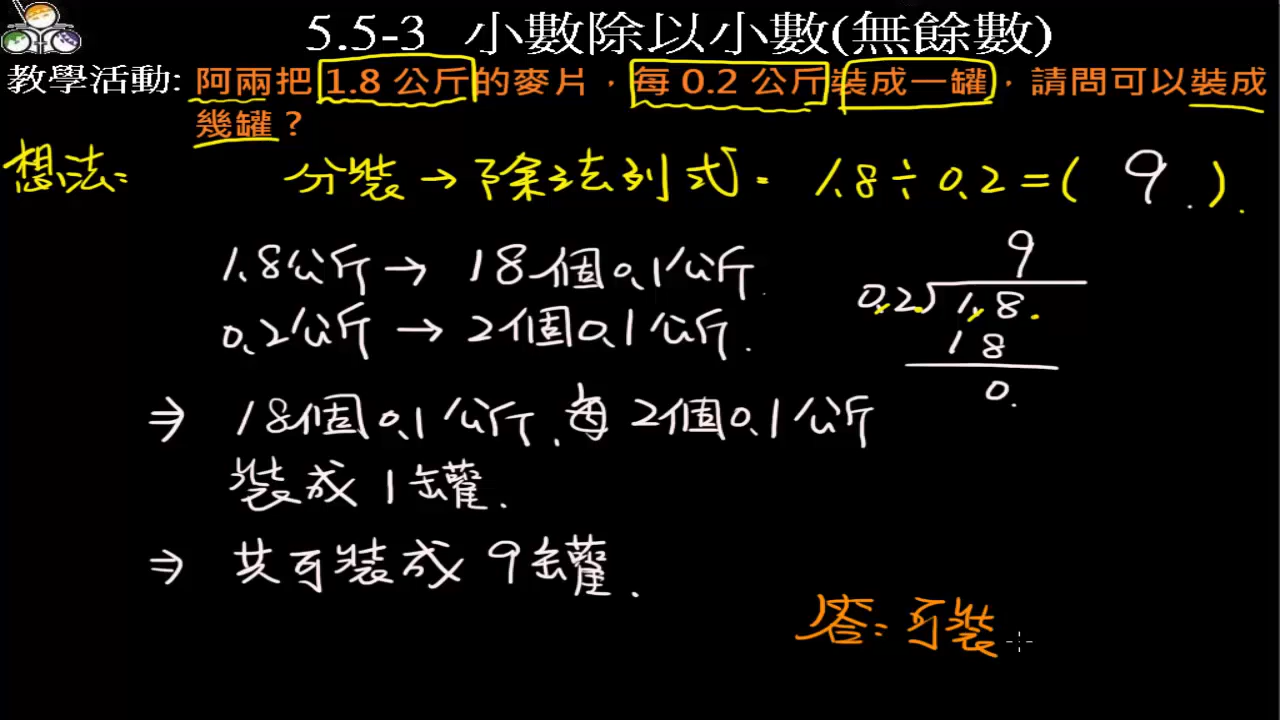 5.5-3 小數除以小數(無餘數)
教學活動: 阿兩把 1.8 公斤的麥片，每 0.2 公斤裝成一罐，請問可以裝成
幾罐？
想法: 分裝→除法列式. 1.8÷0.2=( 9. ).
1.8公斤→18個0.1公斤.
0.2公斤→2個0.1公斤.
9
0.2 1.8.
18
0.
⇒ 18個0.1公斤.每2個0.1公斤
裝成1罐.
⇒ 共可裝成9罐.
答:可裝